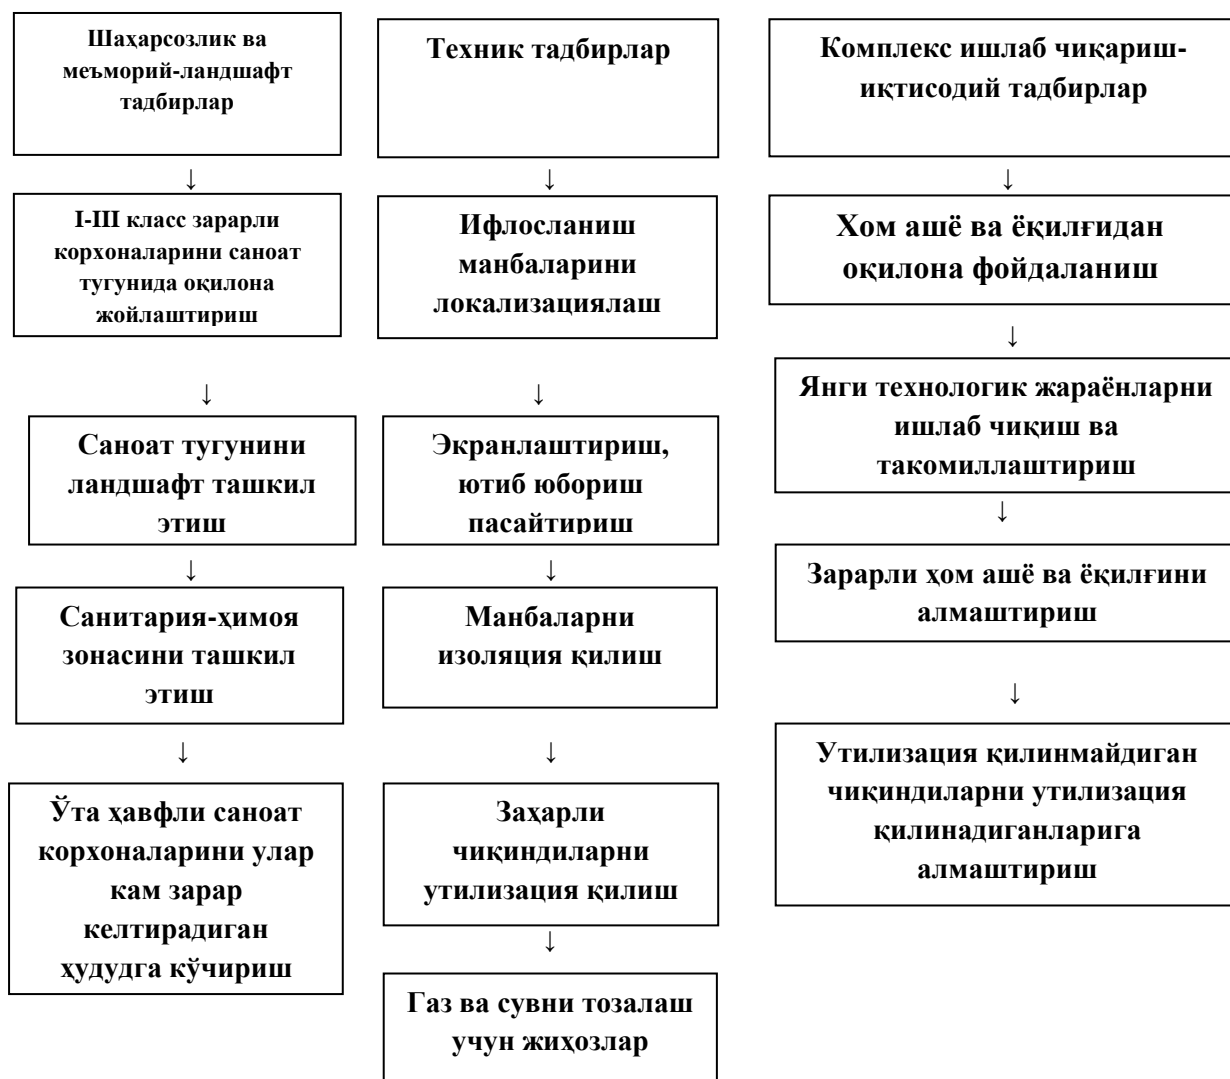 Шаҳарсозлик ва
меъморий-ландшафт
тадбирлар
↓
I-III класс зарарли
корхоналарини саноат
тугунида оқилона
жойлаштириш
↓
Саноат тугунини
ландшафт ташкил
этиш
↓
Санитария-ҳимоя
зонасини ташкил
этиш
↓
Ўта ҳавфли саноат
корхоналарини улар
кам зарар
келтирадиган
ҳудудга кўчириш
Техник тадбирлар
↓
Ифлосланиш
манбаларини
локализациялаш
↓
Экранлаштириш,
ютиб юбориш
пасайтириш
↓
Манбаларни
изоляция қилиш
↓
Заҳарли
чиқиндиларни
утилизация қилиш
↓
Газ ва сувни тозалаш
учун жиҳозлар
Комплекс ишлаб чиқариш-
иқтисодий тадбирлар
↓
Хом ашё ва ёқилғидан
оқилона фойдаланиш
↓
Янги технологик жараёнларни
ишлаб чиқиш ва
такомиллаштириш
↓
Зарарли ҳом ашё ва ёқилғини
алмаштириш
↓
Утилизация қилинмайдиган
чиқиндиларни утилизация
қилинадиганларига
алмаштириш